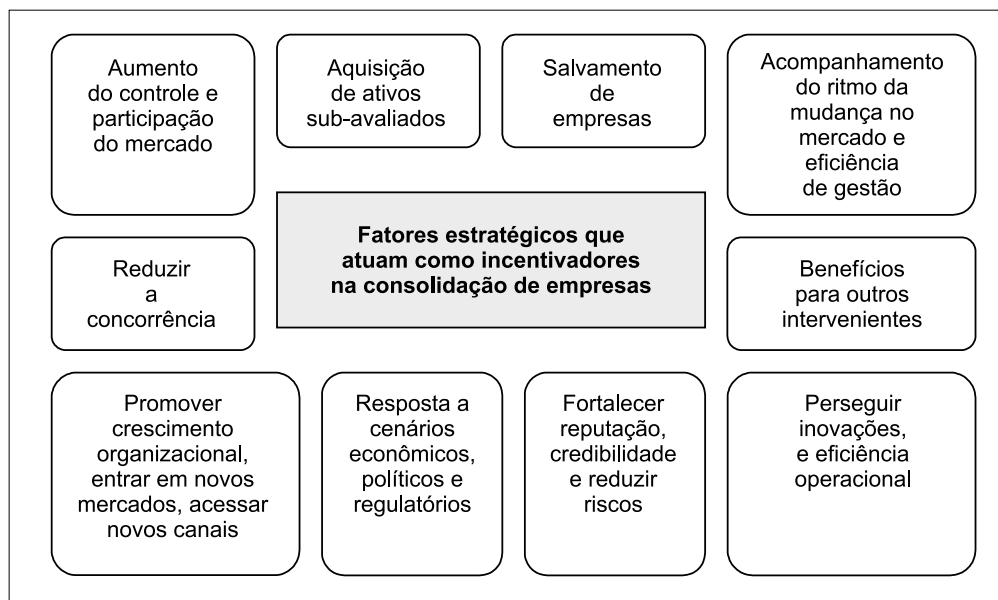 Aumento
do controle e
participação
do mercado
Aquisição
de ativos
sub-avaliados
Salvamento
de
empresas
Acompanhamento
do ritmo da
mudança no
mercado e
eficiência
de gestão
Reduzir
a
concorrência
Fatores estratégicos que
atuam como incentivadores
na consolidação de empresas
Benefícios
para outros
intervenientes
Promover
crescimento
organizacional,
entrar em novos
mercados, acessar
novos canais
Resposta a
cenários
econômicos,
políticos e
regulatórios
Fortalecer
reputação,
credibilidade
e reduzir
riscos
Perseguir
inovações,
e eficiência
operacional